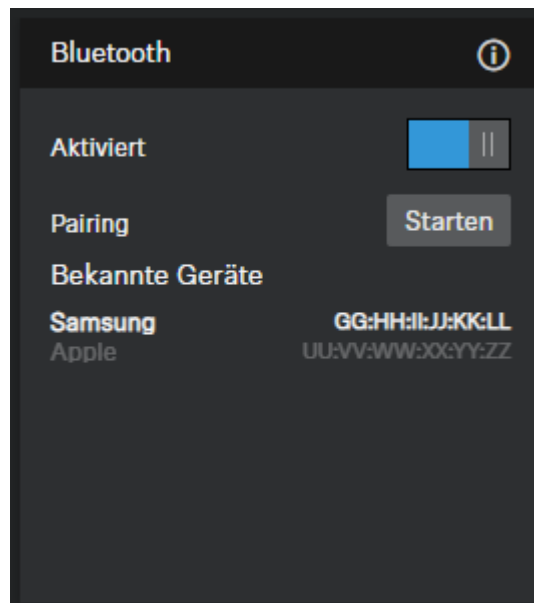 Bluetooth
Aktiviert
Pairing Starten
Bekannte Geräte
Samsung GG:HH:II:JJ:KK:LL
Apple UU:VV:WW:XX:YY:ZZ